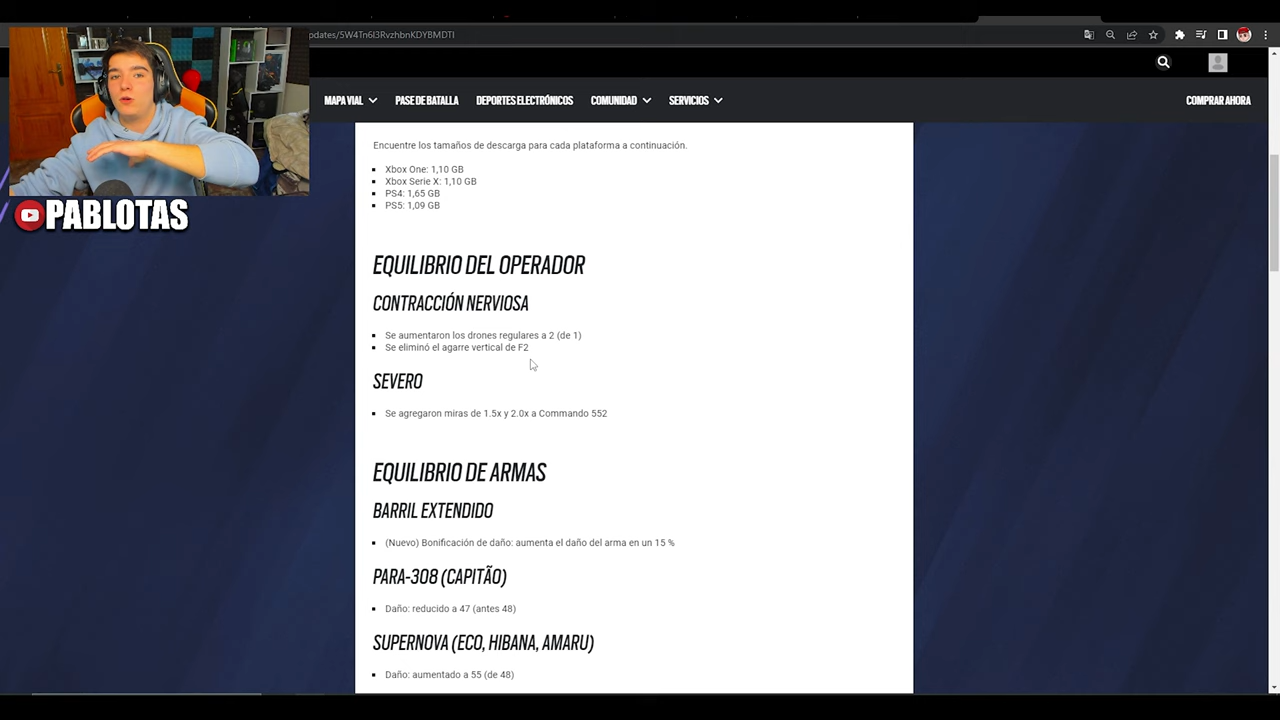 pdates/5W4Tn6I3RvzhbnKDYBMDTI
MAPA VIAL
PASE DE BATALLA
DEPORTES ELECTRÓNICOS
COMUNIDAD
SERVICIOS
COMPRAR AHORA
PABLOTAS
Encuentre los tamaños de descarga para cada plataforma a continuación.
Xbox One: 1,10 GB
Xbox Serie X: 1,10 GB
PS4: 1,65 GB
PS5: 1,09 GB
EQUILIBRIO DEL OPERADOR
CONTRACCIÓN NERVIOSA
Se aumentaron los drones regulares a 2 (de 1)
Se eliminó el agarre vertical de F2
SEVERO
Se agregaron miras de 1.5x y 2.0x a Commando 552
EQUILIBRIO DE ARMAS
BARRIL EXTENDIDO
(Nuevo) Bonificación de daño: aumenta el daño del arma en un 15 %
PARA-308 (CAPITÃO)
Daño: reducido a 47 (antes 48)
SUPERNOVA (ECO, HIBANA, AMARU)
Daño: aumentado a 55 (de 48)